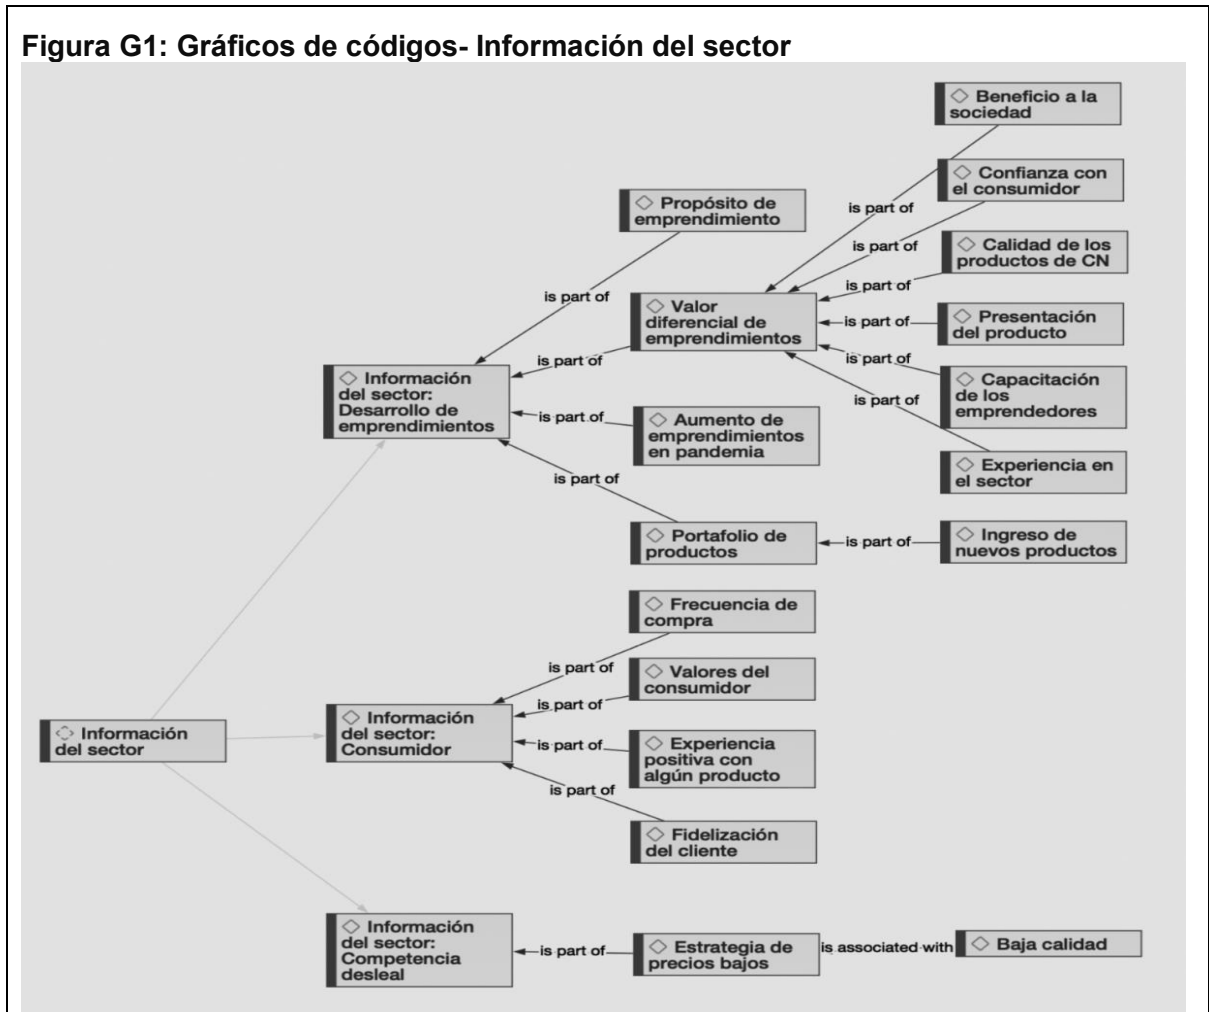 Figura G1: Gráficos de códigos- Información del sector
Beneficio a la
sociedad
Confianza con
el consumidor
Propósito de
emprendimiento
is part of
is part of
Calidad de los
productos de CN
is part of
is part of
Valor
diferencial de
emprendimientos
is part of
Presentación
del producto
is part of
is part of
Información
del sector:
Desarrollo de
emprendimientos
Capacitación
de los
emprendedores
is part of
is part of
Aumento de
emprendimientos
en pandemia
Experiencia en
el sector
is part of
Portafolio de
productos
is part of
Ingreso de
nuevos productos
Frecuencia de
compra
is part of
Valores del
consumidor
is part of
Información
del sector
Información
del sector:
Consumidor
is part of
Experiencia
positiva con
algún producto
is part of
Fidelización
del cliente
Información
del sector:
Competencia
desleal
is part of
Estrategia de
precios bajos
is associated with
Baja calidad